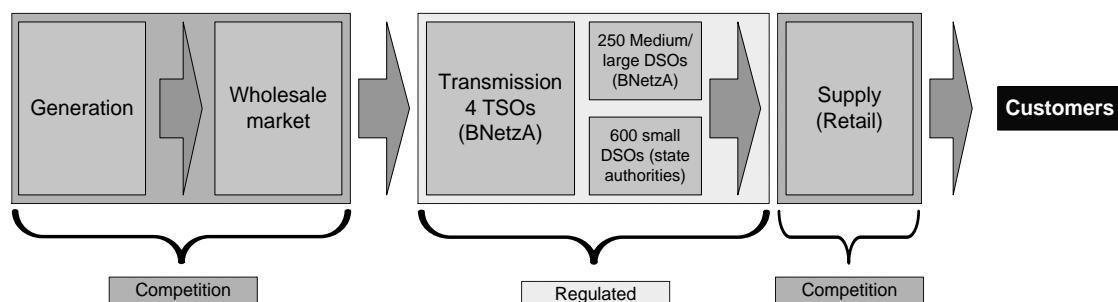 Generation
Wholesale
market
Transmission
4 TSOs
(BNetzA)
250 Medium/
large DSOs
(BNetzA)
600 small
DSOs (state
authorities)
Supply
(Retail)
Customers
Competition
Regulated
Competition